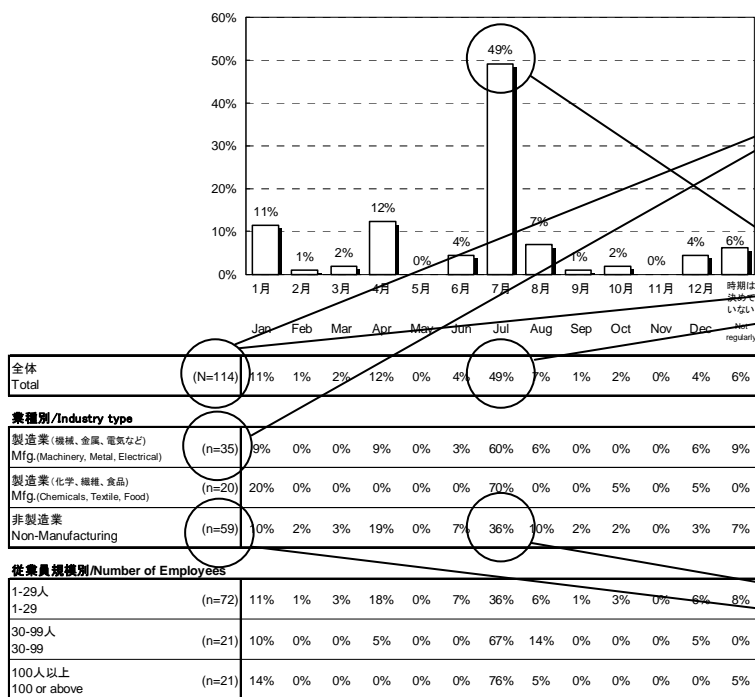 60%
50%
40%
30%
20%
10%
0%
11%
1%
2%
12%
0%
4%
49%
7%
1%
2%
0%
4%
6%
1月 2月 3月 4月 5月 6月 7月 8月 9月 10月 11月 12月 時期は
決めて
いない
Jan Feb Mar Apr May Jun Jul Aug Sep Oct Nov Dec Not
regularly
全体
Total (N=114) 11% 1% 2% 12% 0% 4% 49% 7% 1% 2% 0% 4% 6%
業種別/Industry type
製造業(機械、金属、電気など)
Mfg.(Machinery, Metal, Electrical) (n=35) 9% 0% 0% 9% 0% 3% 60% 6% 0% 0% 0% 6% 9%
製造業(化学、繊維、食品)
Mfg.(Chemicals, Textile, Food) (n=20) 20% 0% 0% 0% 0% 0% 70% 0% 0% 5% 0% 5% 0%
非製造業
Non-Manufacturing (n=59) 10% 2% 3% 19% 0% 7% 36% 10% 2% 2% 0% 3% 7%
従業員規模別/Number of Employees
1-29人
1-29 (n=72) 11% 1% 3% 18% 0% 7% 36% 6% 1% 3% 0% 6% 8%
30-99人
30-99 (n=21) 10% 0% 0% 5% 0% 0% 67% 14% 0% 0% 0% 5% 0%
100人以上
100 or above (n=21) 14% 0% 0% 0% 0% 0% 76% 5% 0% 0% 0% 0% 5%